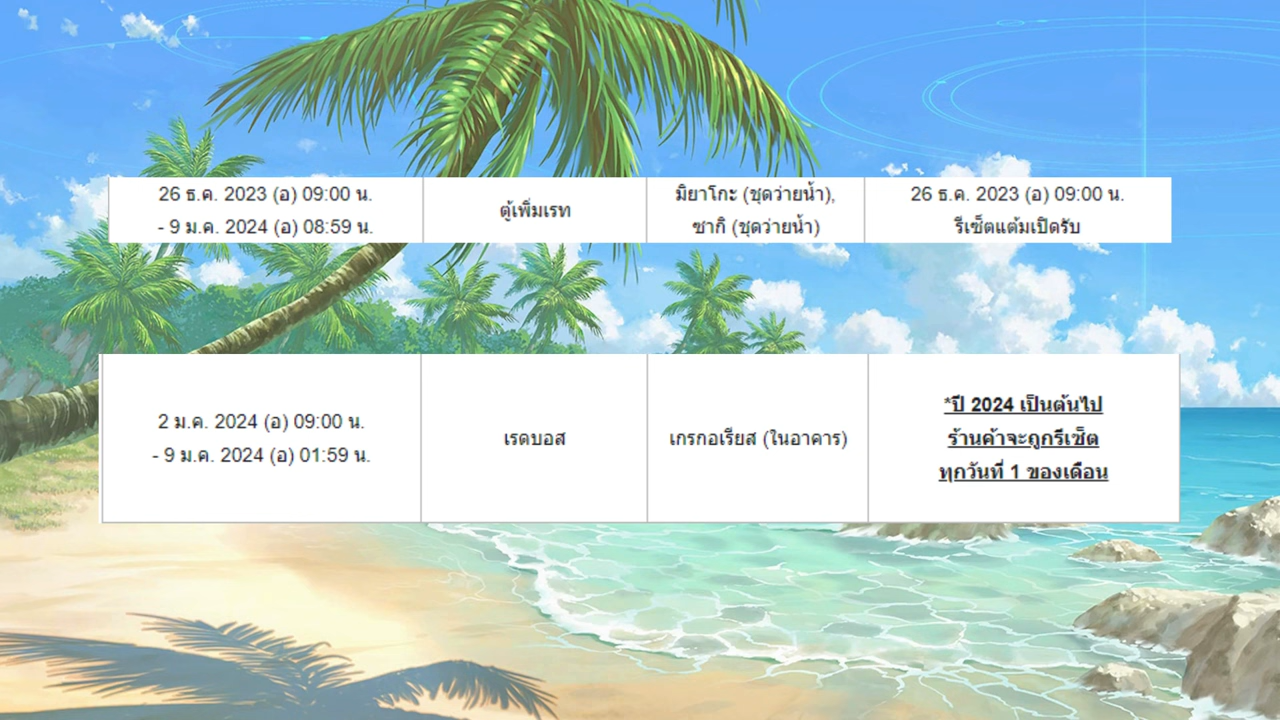 26 ธ.ค. 2023 (อ) 09:00 น.
- 9 ม.ค. 2024 (อ) 08:59 น.
ตู้เพิ่มเรท
มิยาโกะ (ชุดว่ายน้ำ),
ซากิ (ชุดว่ายน้ำ)
26 ธ.ค. 2023 (อ) 09:00 น.
รีเซ็ตแต้มเปิดรับ
2 ม.ค. 2024 (อ) 09:00 น.
- 9 ม.ค. 2024 (อ) 01:59 น.
เรดบอส
เกรกอเรียส (ในอาคาร)
*ปี 2024 เป็นต้นไป
ร้านค้าจะถูกรีเซ็ต
ทุกวันที่ 1 ของเดือน